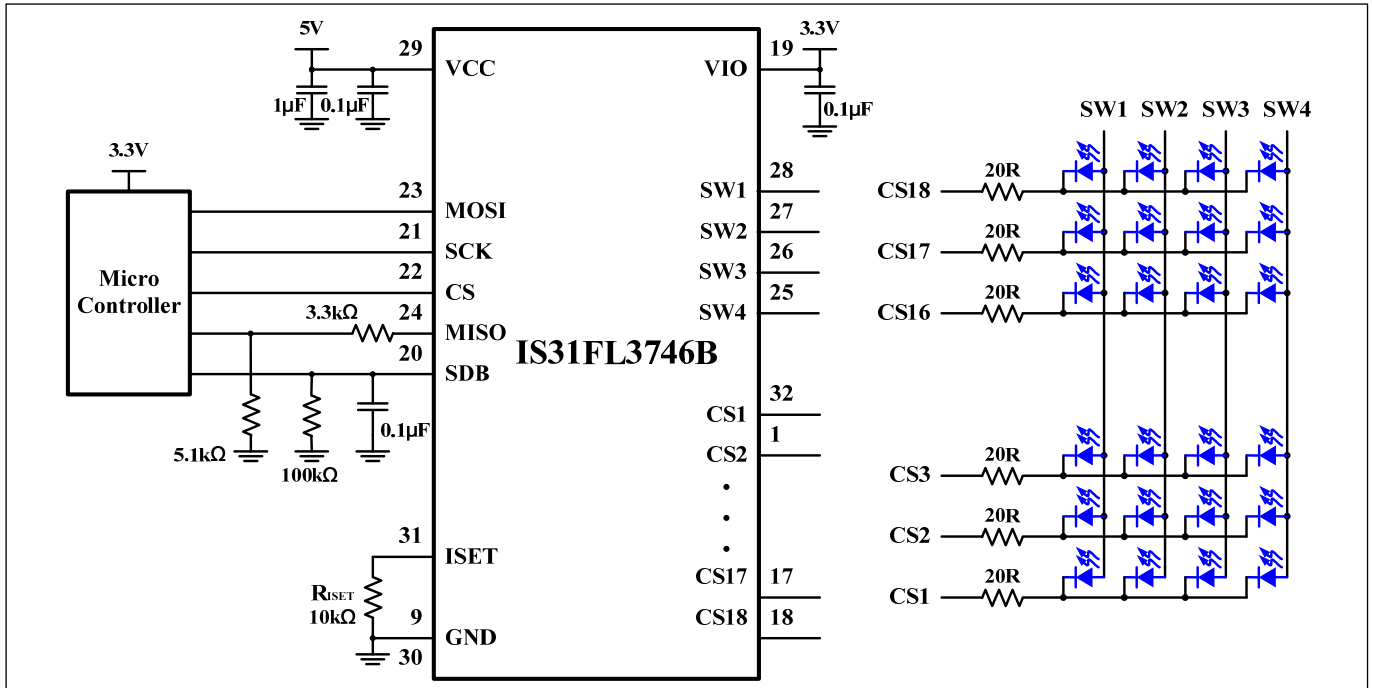 5V
29
VCC
1µF
0.1µF
3.3V
19
VIO
0.1µF
3.3V
Micro
Controller
23
MOSI
21
SCK
22
CS
3.3kΩ
24
MISO
20
SDB
5.1kΩ
100kΩ
0.1µF
IS31FL3746B
28
SW1
27
SW2
26
SW3
25
SW4
32
CS1
1
CS2
17
CS17
18
CS18
31
ISET
RISET
10kΩ
9
GND
30
SW1 SW2 SW3 SW4
CS18 20R
CS17 20R
CS16 20R
CS3 20R
CS2 20R
CS1 20R